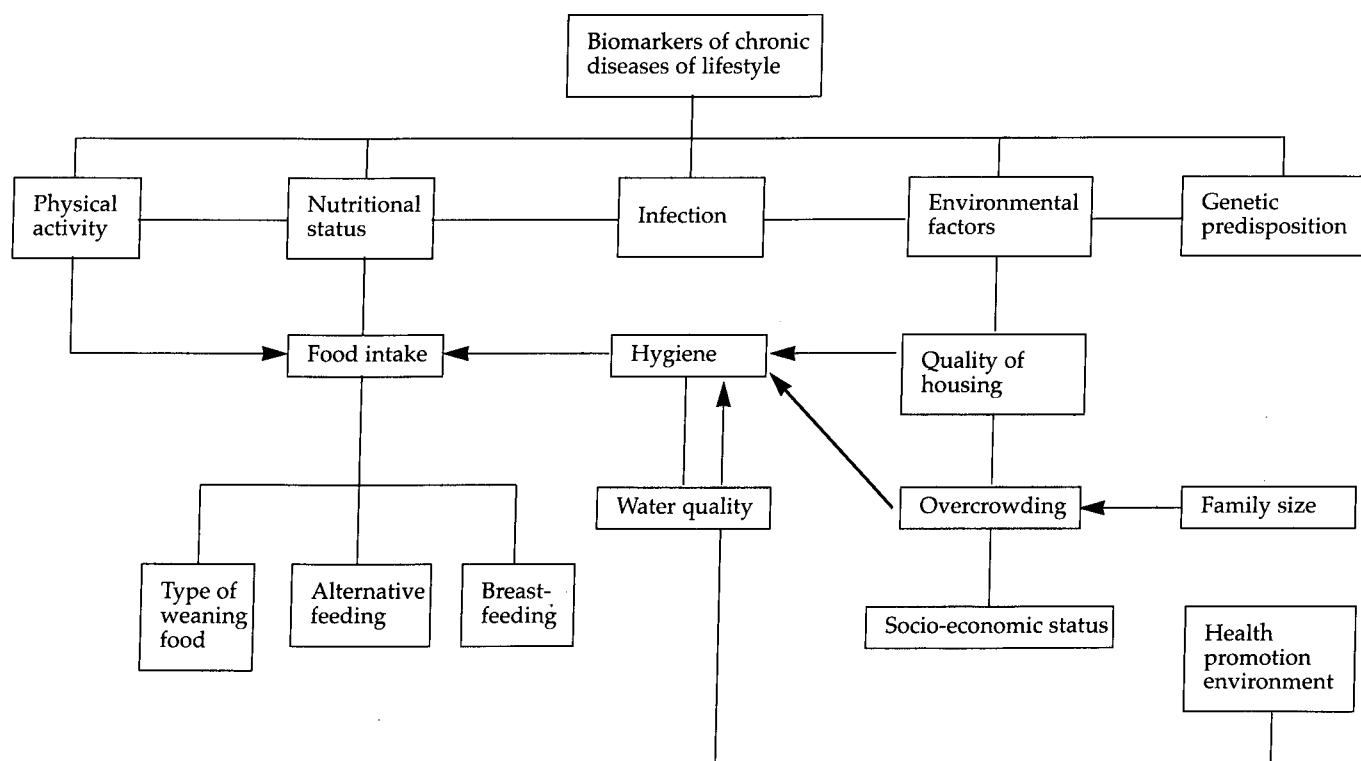 Biomarkers of chronic
diseases of lifestyle
Physical
activity
Nutritional
status
Infection
Environmental
factors
Genetic
predisposition
Food intake
Hygiene
Quality of
housing
Water quality
Overcrowding
Family size
Type of
weaning
food
Alternative
feeding
Breast-
feeding
Socio-economic status
Health
promotion
environment